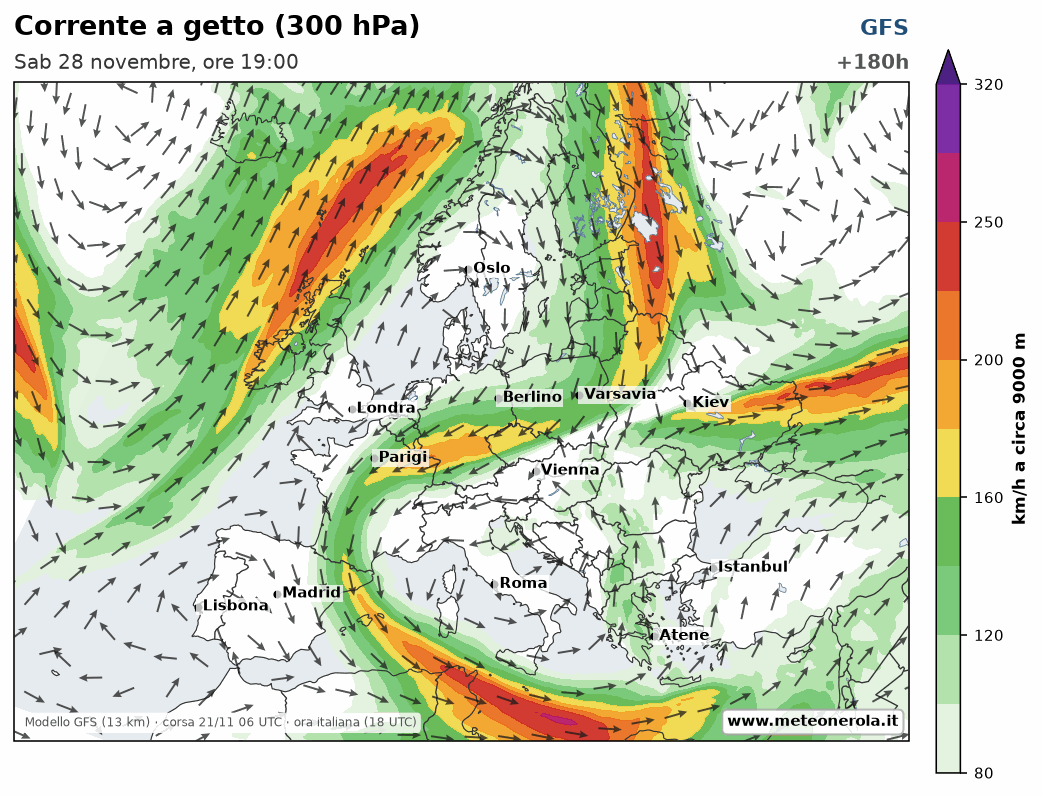 Corrente a getto (300 hPa)
GFS
Sab 28 novembre, ore 19:00
+180h
320
250
200
160
120
80
km/h a circa 9000 m
Oslo
Londra
Berlino
Varsavia
Kiev
Parigi
Vienna
Istanbul
Roma
Madrid
Lisbona
Atene
Modello GFS (13 km) · corsa 21/11 06 UTC · ora italiana (18 UTC)
www.meteonerola.it